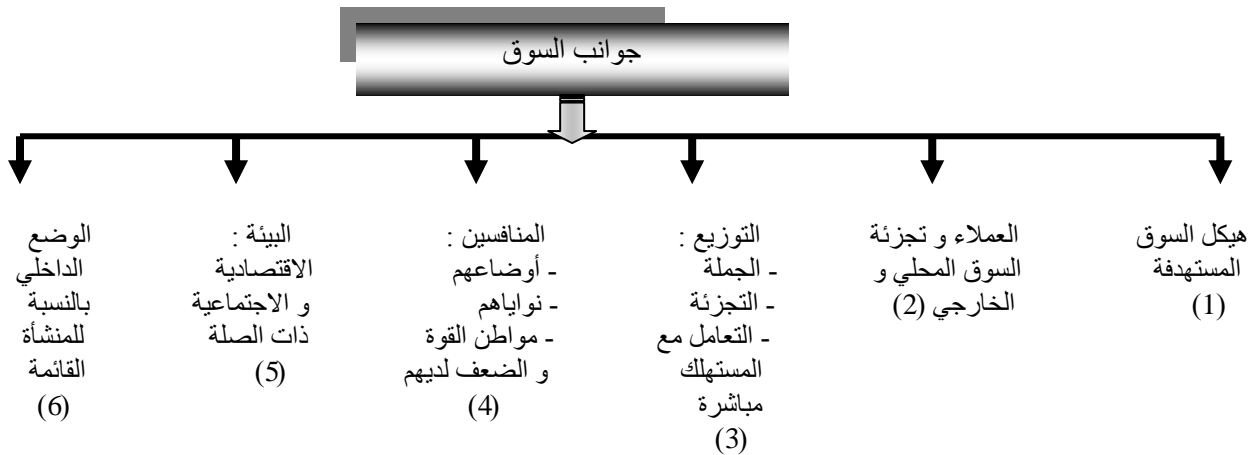 جوانب السوق
هيكل السوق
المستهدفة
(1)
العملاء و تجزئة
السوق المحلي و
الخارجي (2)
التوزيع :
- الجملة
- التجزئة
- التعامل مع
المستهلك
مباشرة
(3)
المنافسين :
- أوضاعهم
- نواياهم
- مواطن القوة
و الضعف لديهم
(4)
البيئة :
الاقتصادية
و الاجتماعية
ذات الصلة
(5)
الوضع
الداخلي
بالنسبة
للمنشأة
القائمة
(6)